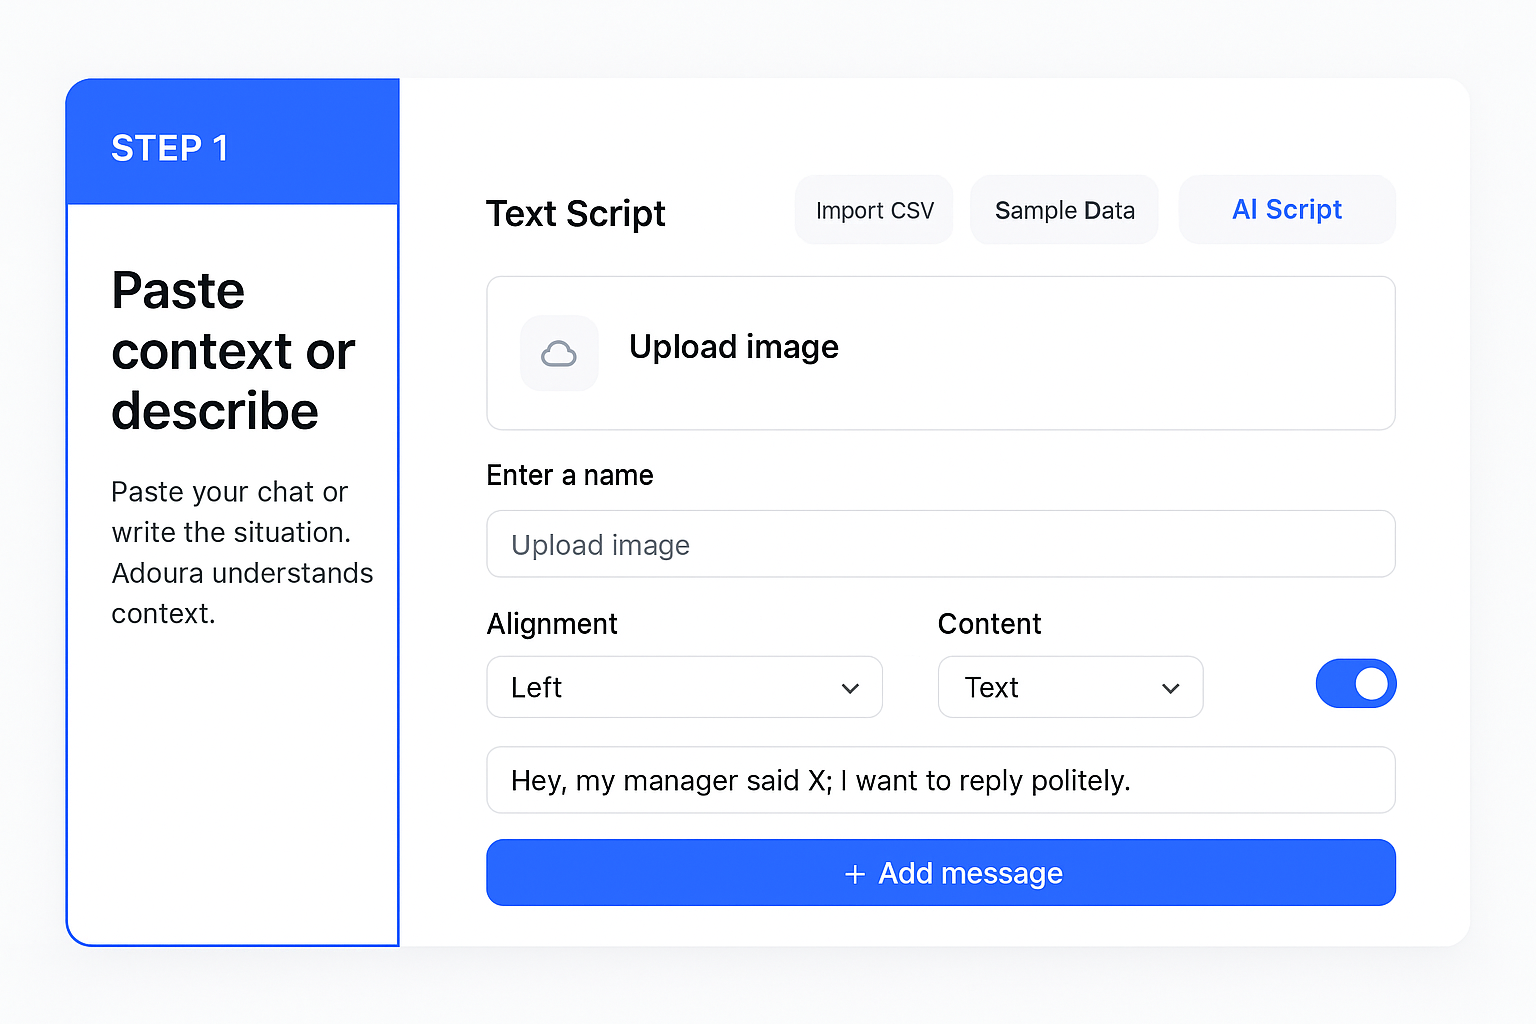 STEP 1
Paste
context or
describe
Paste your chat or
write the situation.
Adoura understands
context.
Text Script
Import CSV
Sample Data
AI Script
Upload image
Enter a name
Upload image
Alignment
Content
Left
Text
Hey, my manager said X; I want to reply politely.
+ Add message